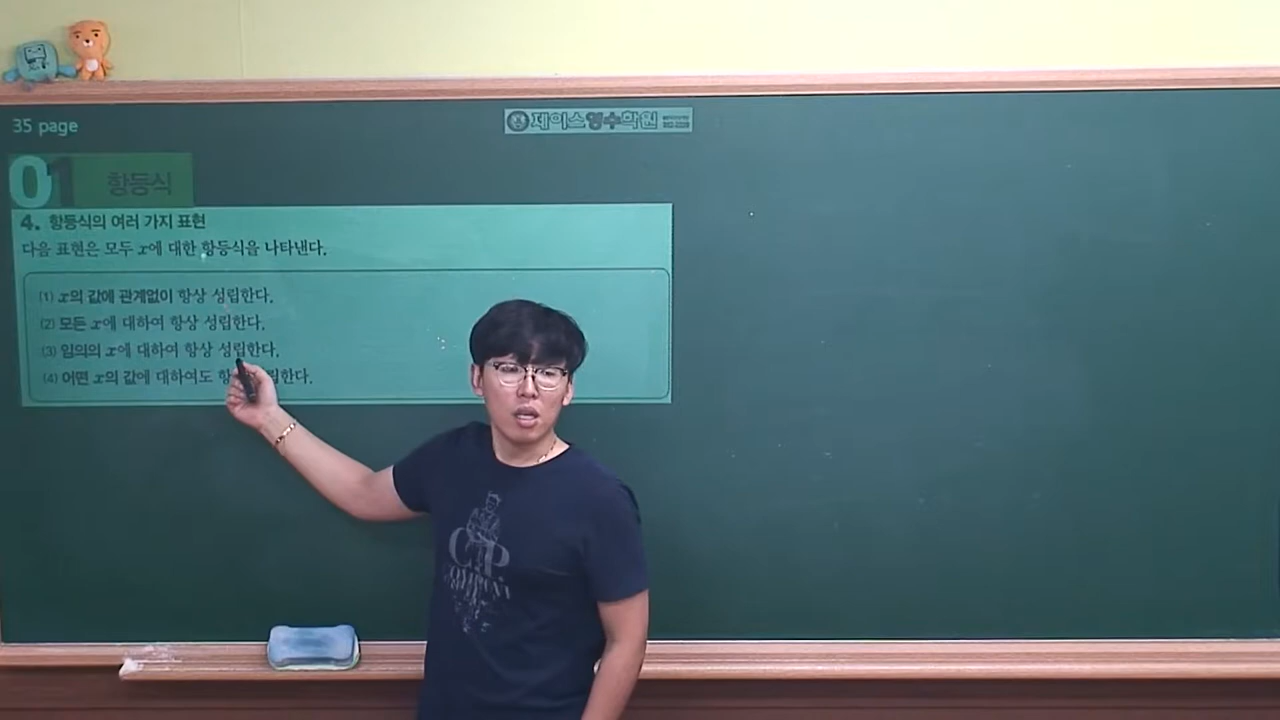 35 page
제이스영수학원
01 항등식
4. 항등식의 여러 가지 표현
다음 표현은 모두 x에 대한 항등식을 나타낸다.
(1) x의 값에 관계없이 항상 성립한다.
(2) 모든 x에 대하여 항상 성립한다.
(3) 임의의 x에 대하여 항상 성립한다.
(4) 어떤 x의 값에 대하여도 항 한다.
C.P.
COMPANY